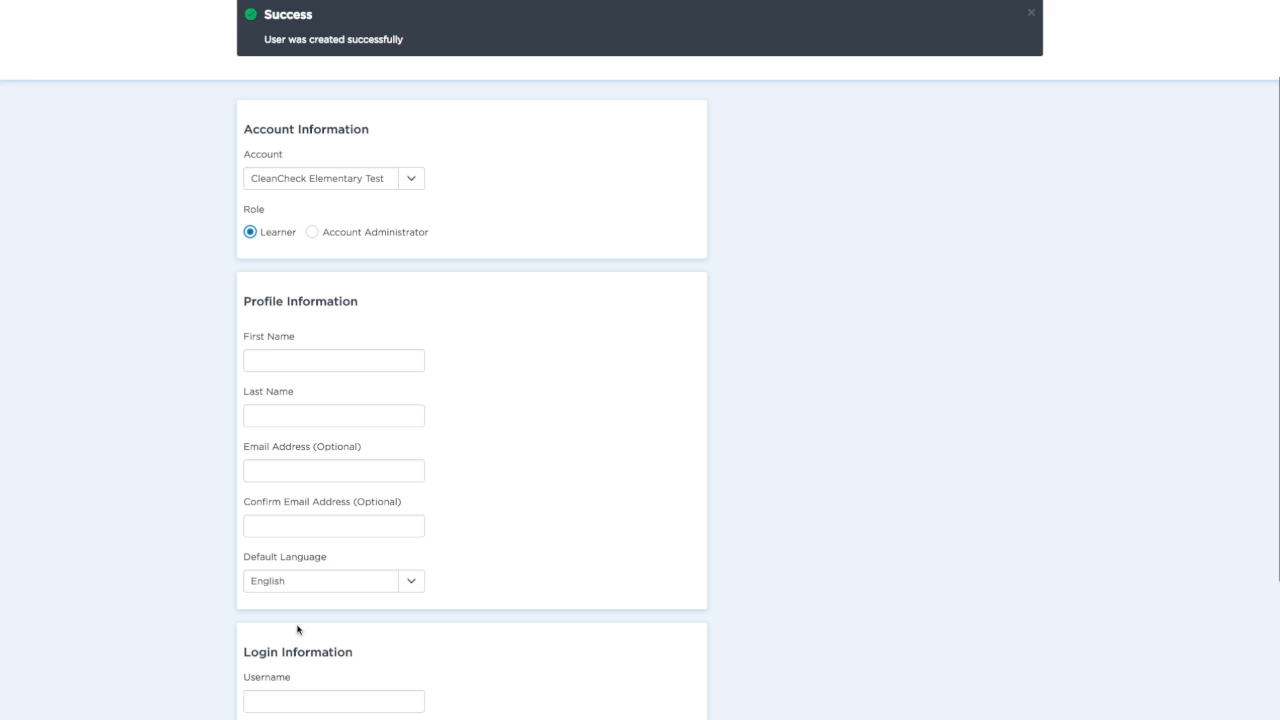 Success
User was created successfully
Account Information
Account
CleanCheck Elementary Test
Role
Learner Account Administrator
Profile Information
First Name
Last Name
Email Address (Optional)
Confirm Email Address (Optional)
Default Language
English
Login Information
Username